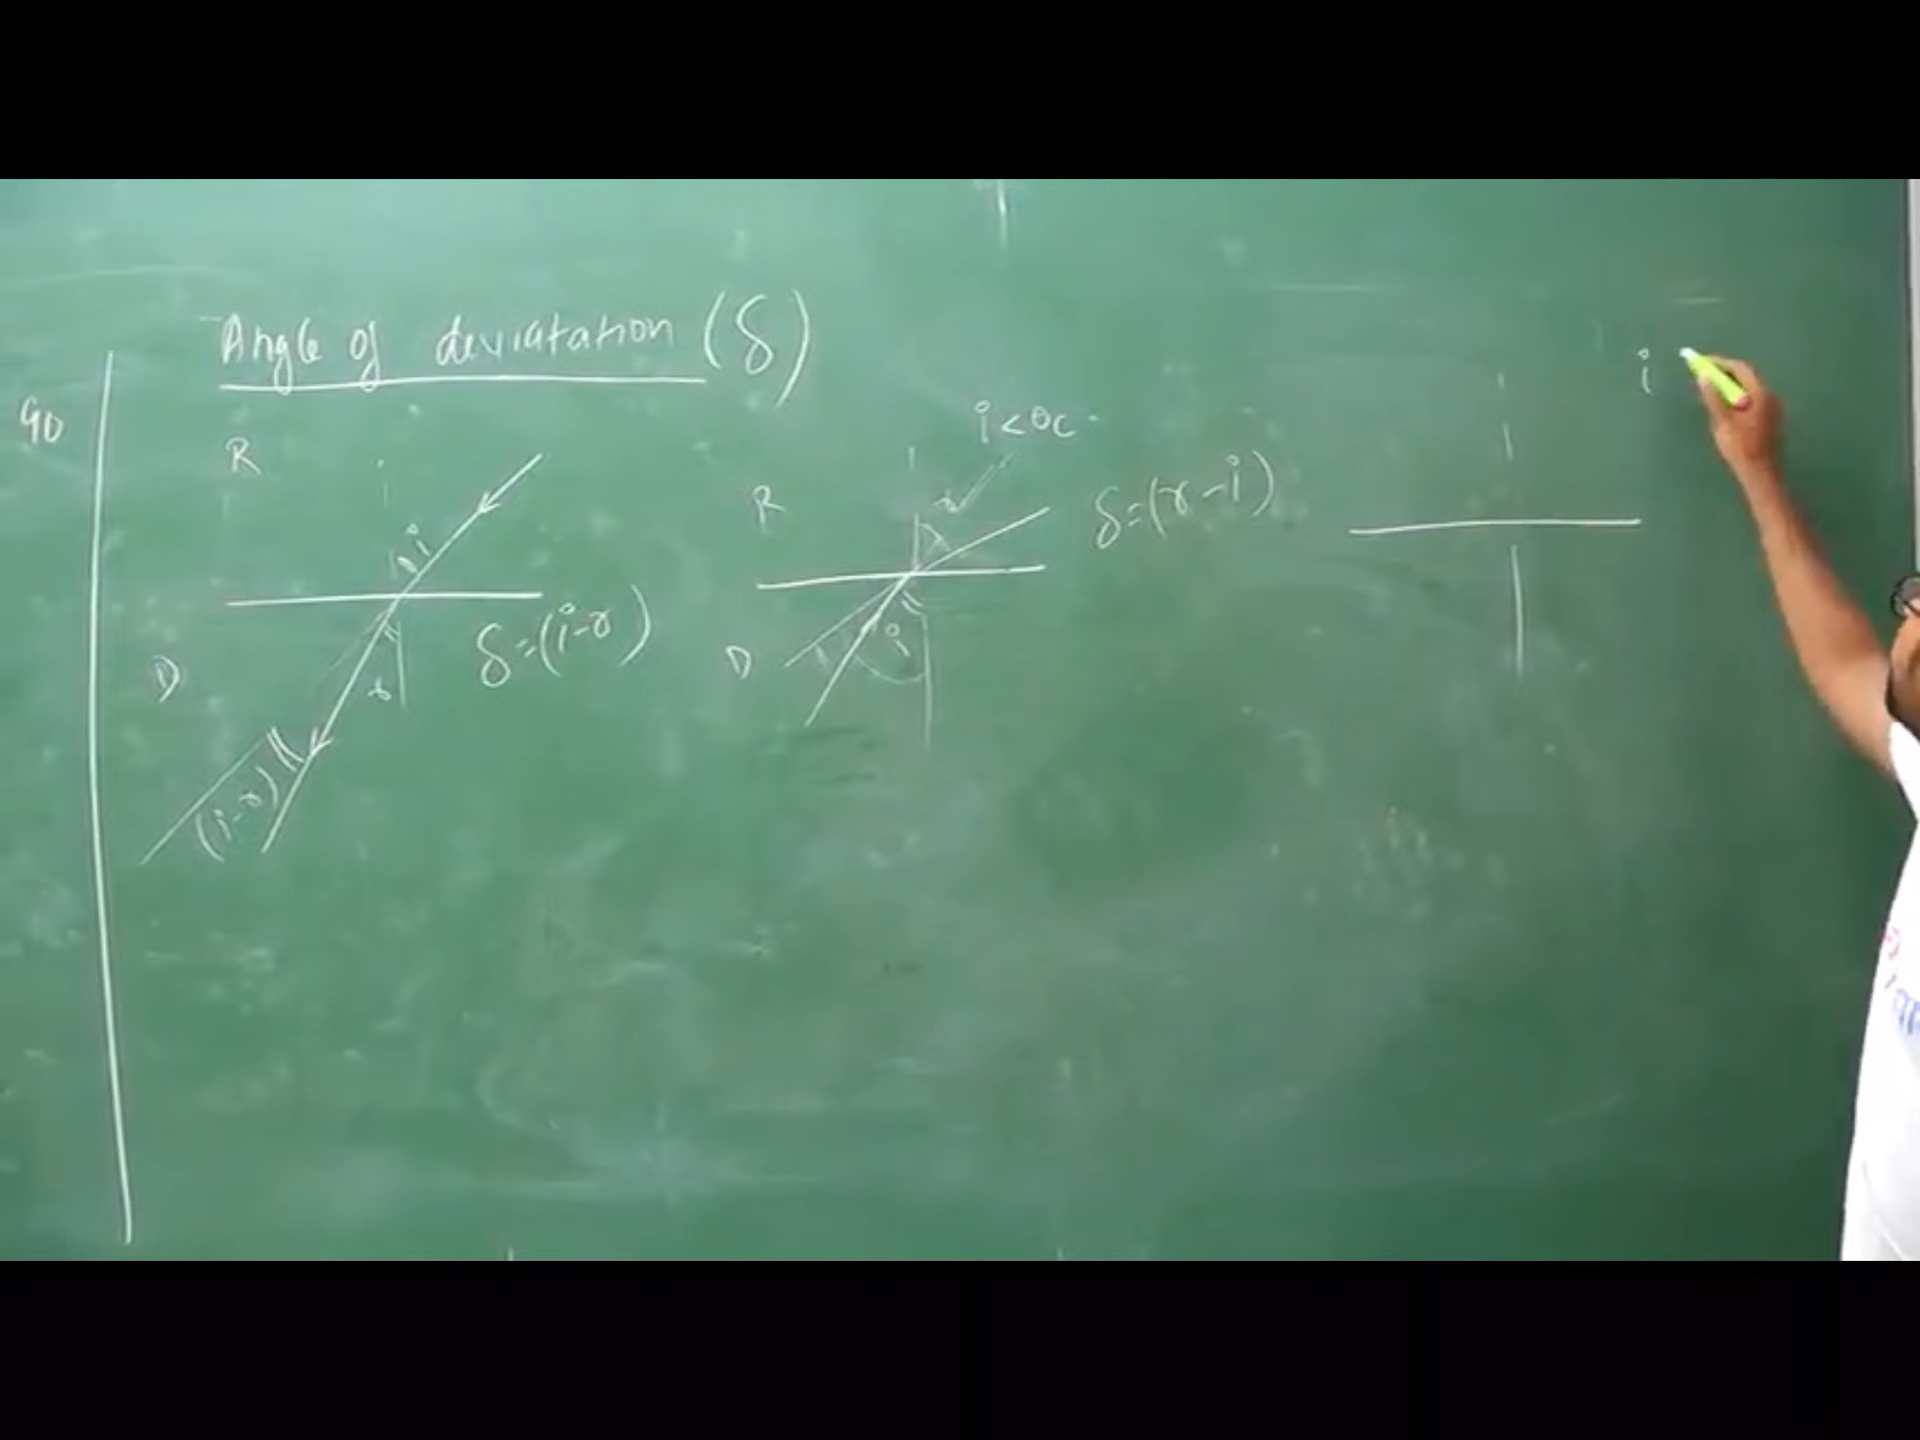 Angle of deviatation (δ)
90
R
i
r
D
(i-r)
δ=(i-r)
i<θc
R
r
i
D
δ=(r-i)
i